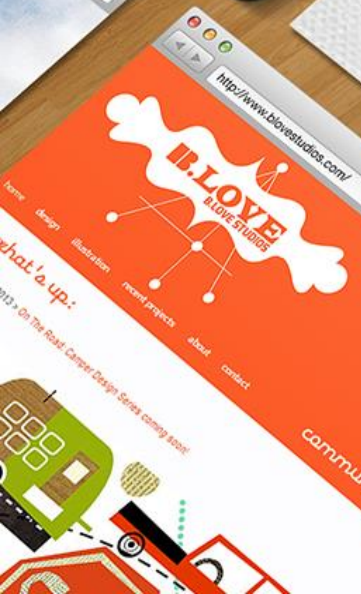 http://www.blovestudios.com/
B.LOVE
B.LOVE STUDIOS
home design illustration recent projects about contact
what's up:
2013 » On The Road: Camper Design Series coming soon!